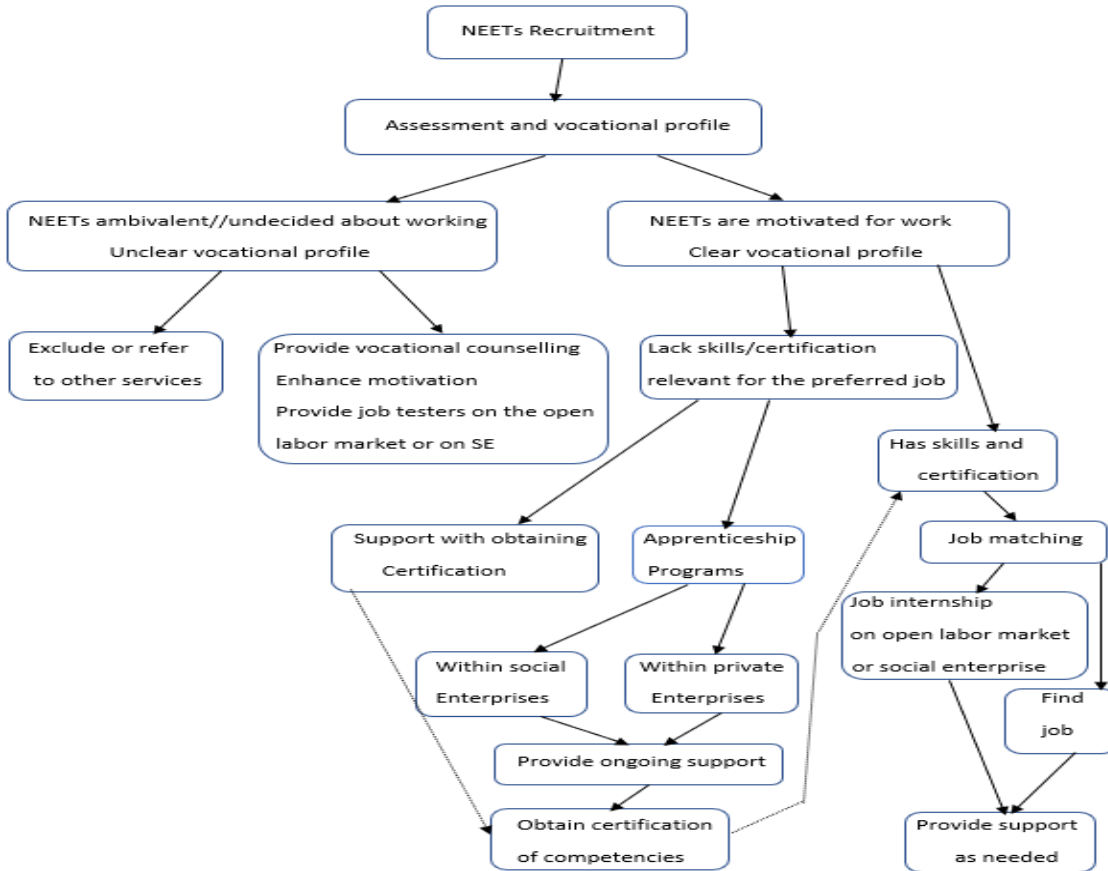 NEETs Recruitment
Assessment and vocational profile
NEETs ambivalent//undecided about working
Unclear vocational profile
NEETs are motivated for work
Clear vocational profile
Exclude or refer
to other services
Provide vocational counselling
Enhance motivation
Provide job testers on the open
labor market or on SE
Lack skills/certification
relevant for the preferred job
Has skills and
certification
Support with obtaining
Certification
Apprenticeship
Programs
Job matching
Job internship
on open labor market
or social enterprise
Within social
Enterprises
Within private
Enterprises
Find
job
Provide ongoing support
Obtain certification
of competencies
Provide support
as needed